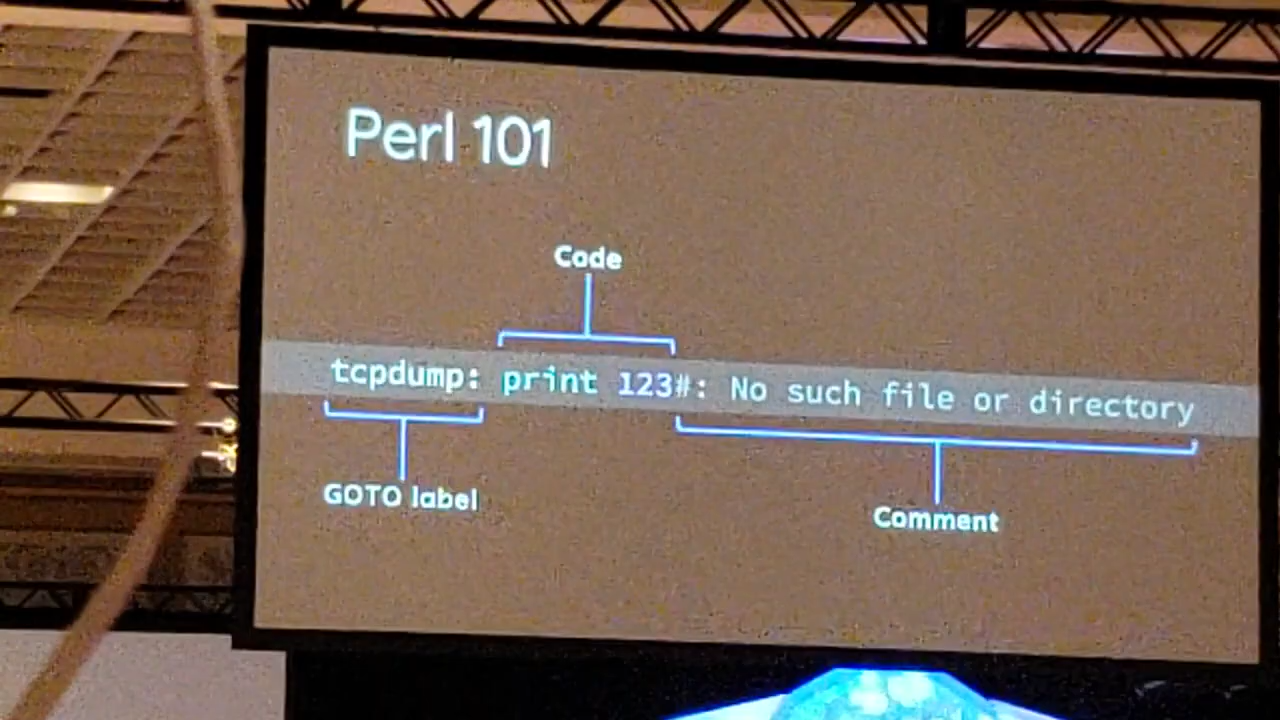 Perl 101
Code
tcpdump: print 123#: No such file or directory
GOTO label
Comment